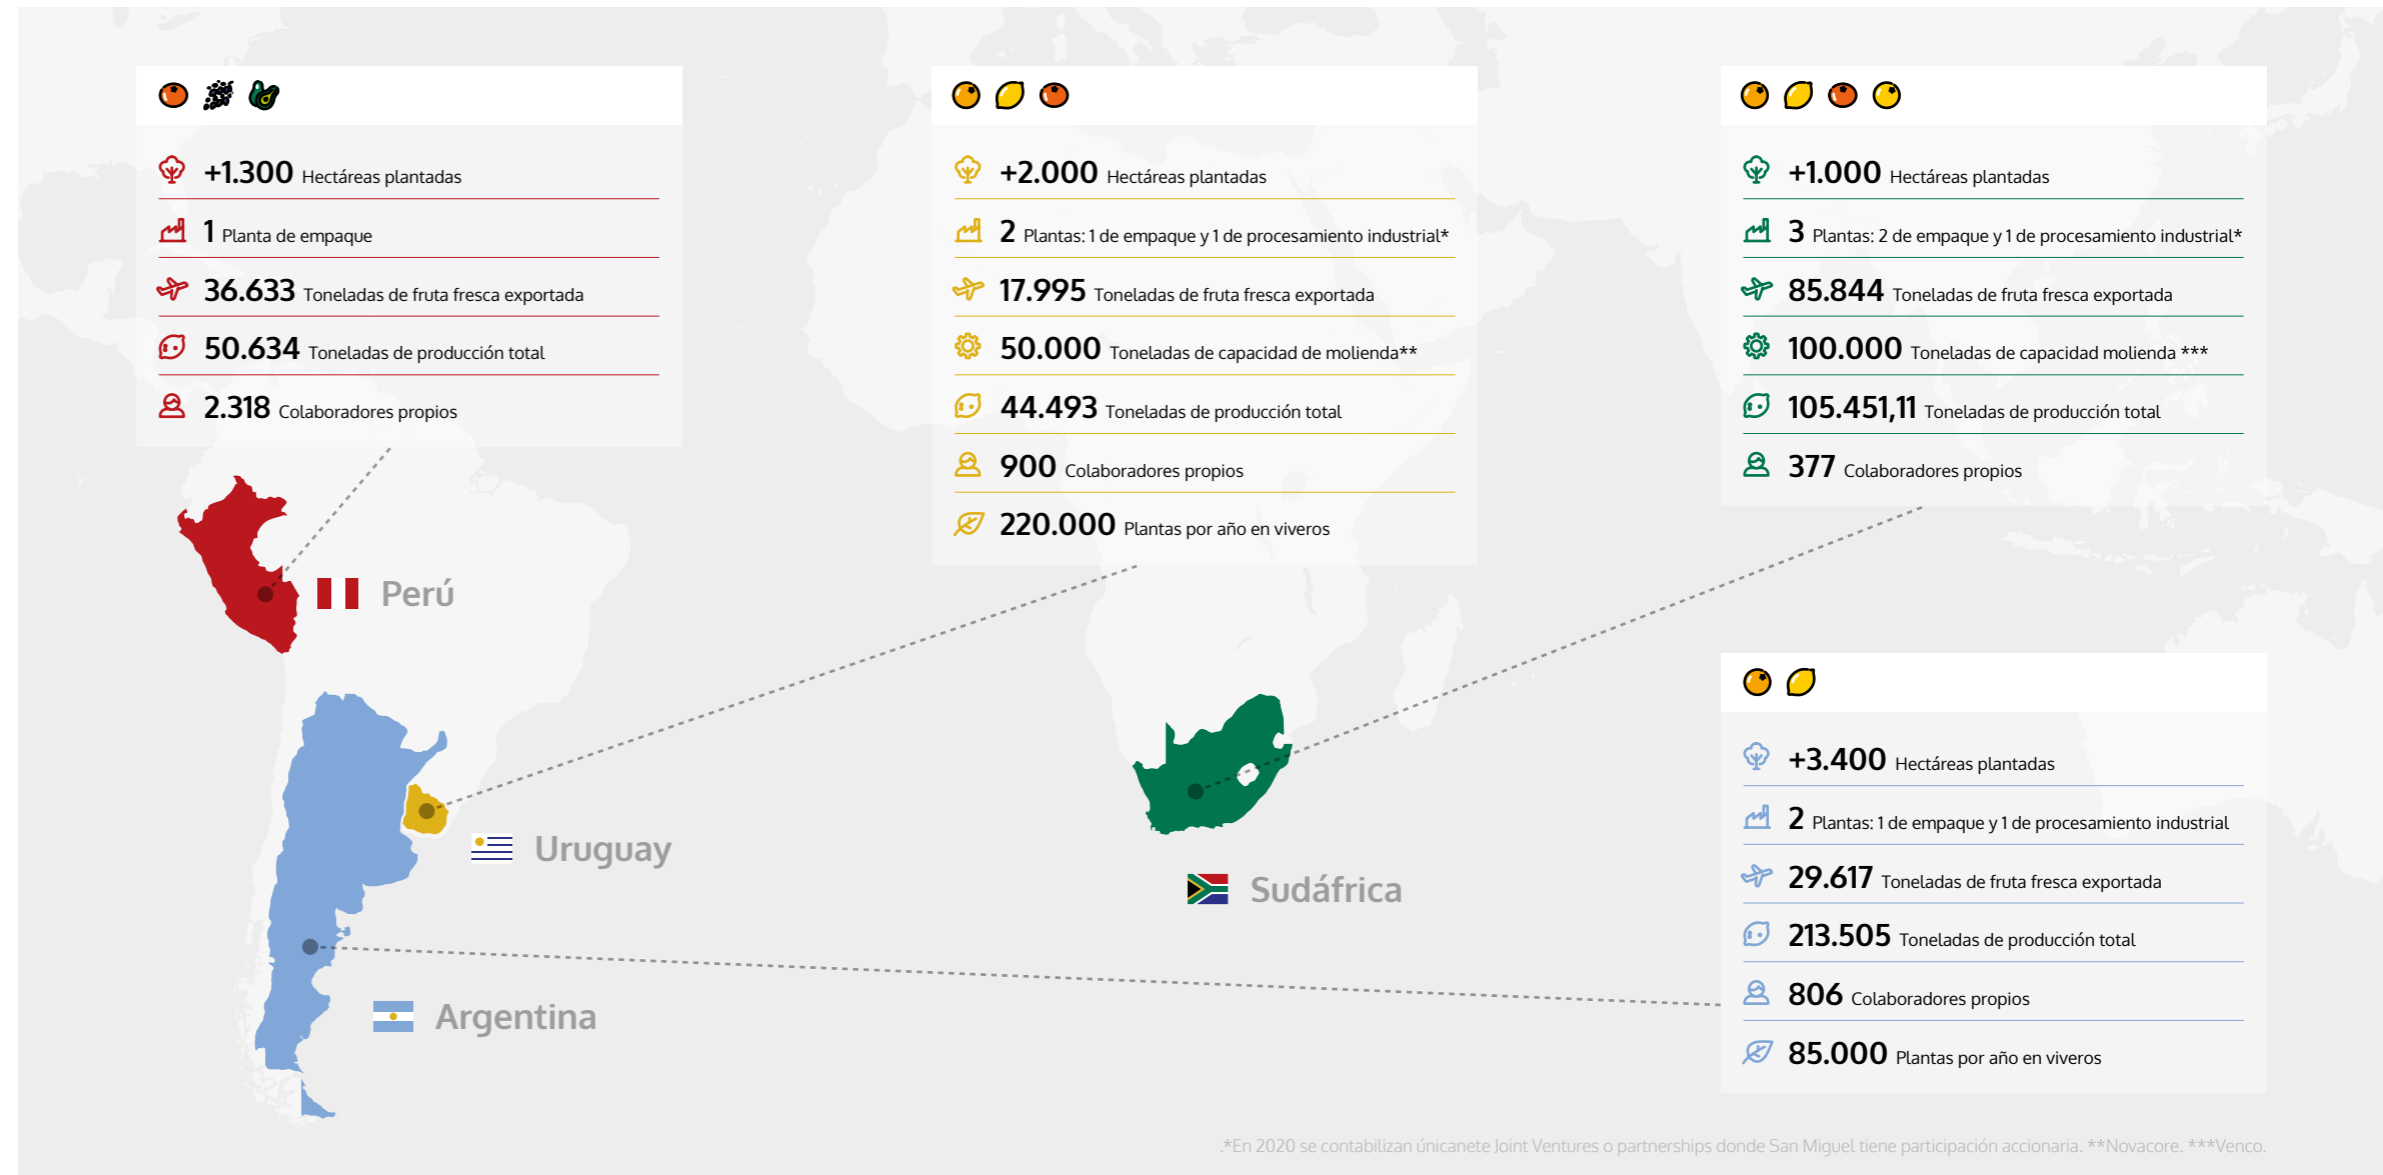 +1.300 Hectáreas plantadas
1 Planta de empaque
36.633 Toneladas de fruta fresca exportada
50.634 Toneladas de producción total
2.318 Colaboradores propios
Perú
+2.000 Hectáreas plantadas
2 Plantas: 1 de empaque y 1 de procesamiento industrial*
17.995 Toneladas de fruta fresca exportada
50.000 Toneladas de capacidad de molienda**
44.493 Toneladas de producción total
900 Colaboradores propios
220.000 Plantas por año en viveros
Uruguay
+1.000 Hectáreas plantadas
3 Plantas: 2 de empaque y 1 de procesamiento industrial*
85.844 Toneladas de fruta fresca exportada
100.000 Toneladas de capacidad molienda ***
105.451,11 Toneladas de producción total
377 Colaboradores propios
Sudáfrica
+3.400 Hectáreas plantadas
2 Plantas: 1 de empaque y 1 de procesamiento industrial
29.617 Toneladas de fruta fresca exportada
213.505 Toneladas de producción total
806 Colaboradores propios
85.000 Plantas por año en viveros
Argentina
.*En 2020 se contabilizan únicanete Joint Ventures o partnerships donde San Miguel tiene participación accionaria. **Novacore. ***Venco.